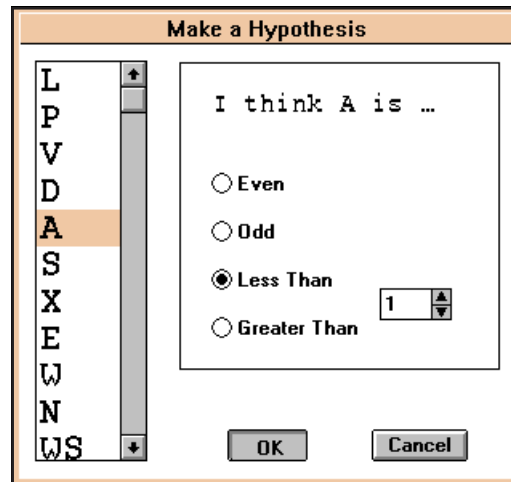 Make a Hypothesis
L
P
V
D
A
S
X
E
W
N
WS
I think A is …
Even
Odd
Less Than
1
Greater Than
OK
Cancel